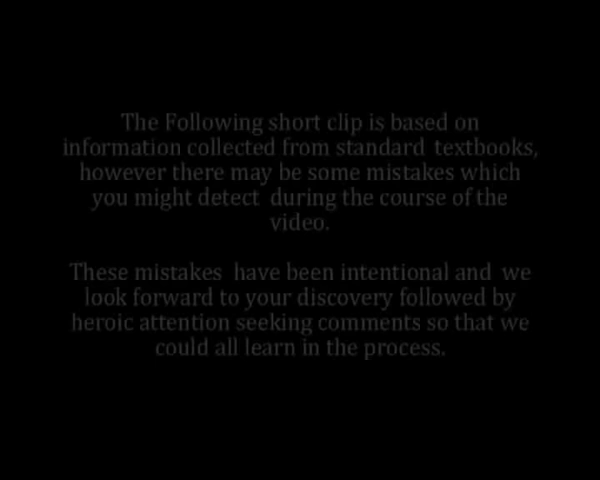 The Following short clip is based on
information collected from standard textbooks,
however there may be some mistakes which
you might detect during the course of the
video.
These mistakes have been intentional and we
look forward to your discovery followed by
heroic attention seeking comments so that we
could all learn in the process.